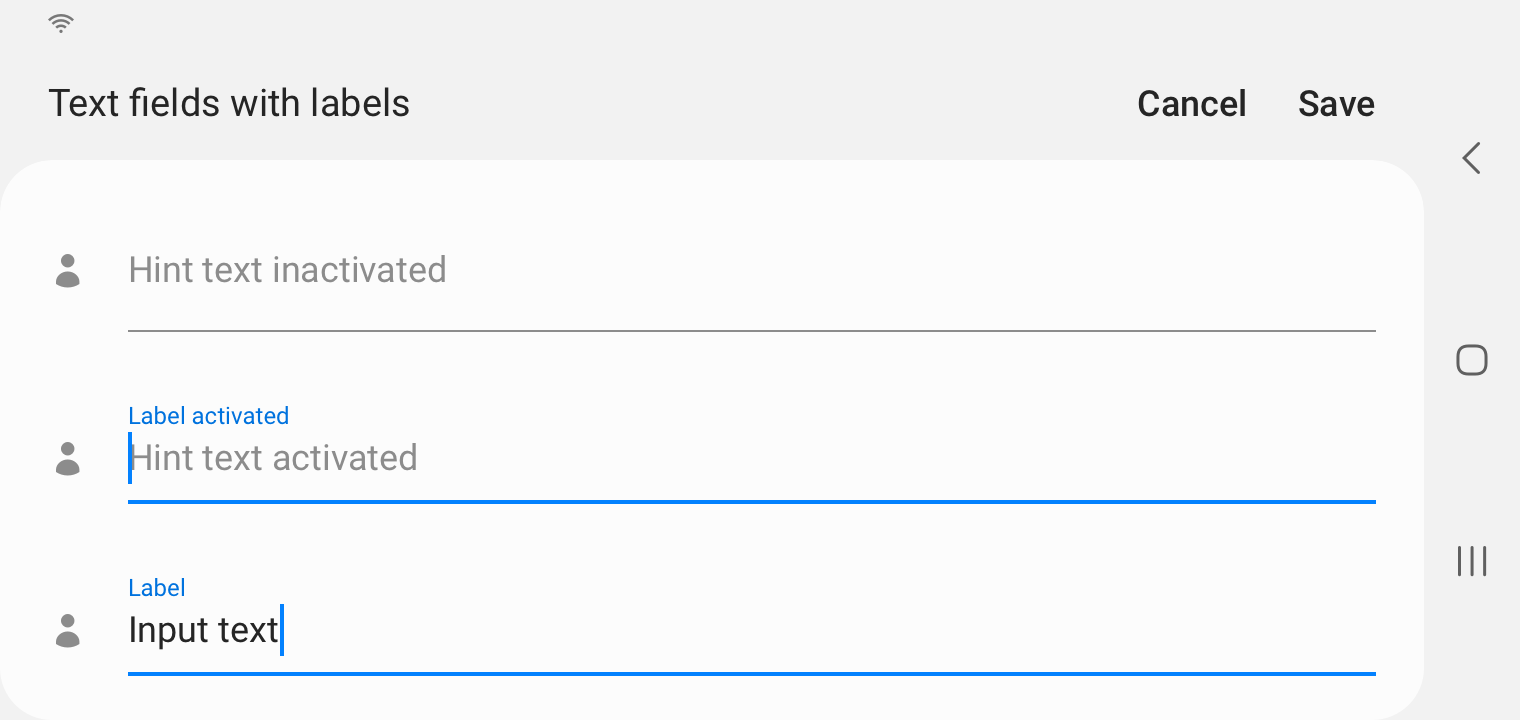 Text fields with labels
Cancel
Save
Hint text inactivated
Label activated
Hint text activated
Label
Input text